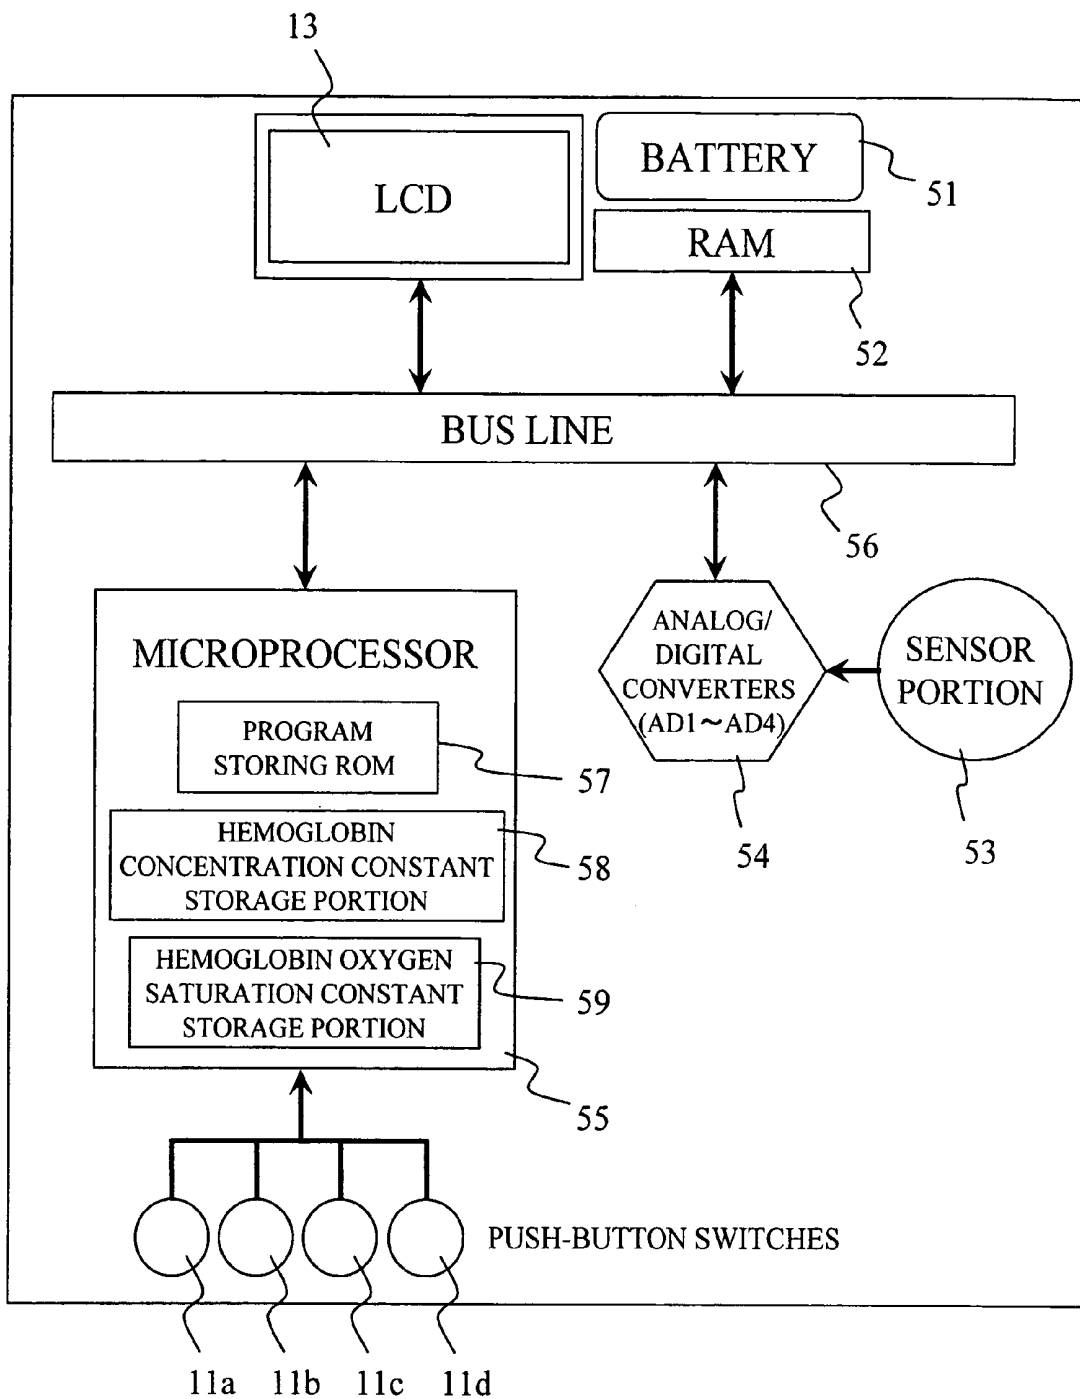 13
LCD
BATTERY
51
RAM
52
BUS LINE
56
MICROPROCESSOR
PROGRAM
STORING ROM
57
HEMOGLOBIN
CONCENTRATION CONSTANT
STORAGE PORTION
58
HEMOGLOBIN OXYGEN
SATURATION CONSTANT
STORAGE PORTION
59
55
ANALOG/
DIGITAL
CONVERTERS
(AD1～AD4)
54
SENSOR
PORTION
53
PUSH-BUTTON SWITCHES
11a 11b 11c 11d